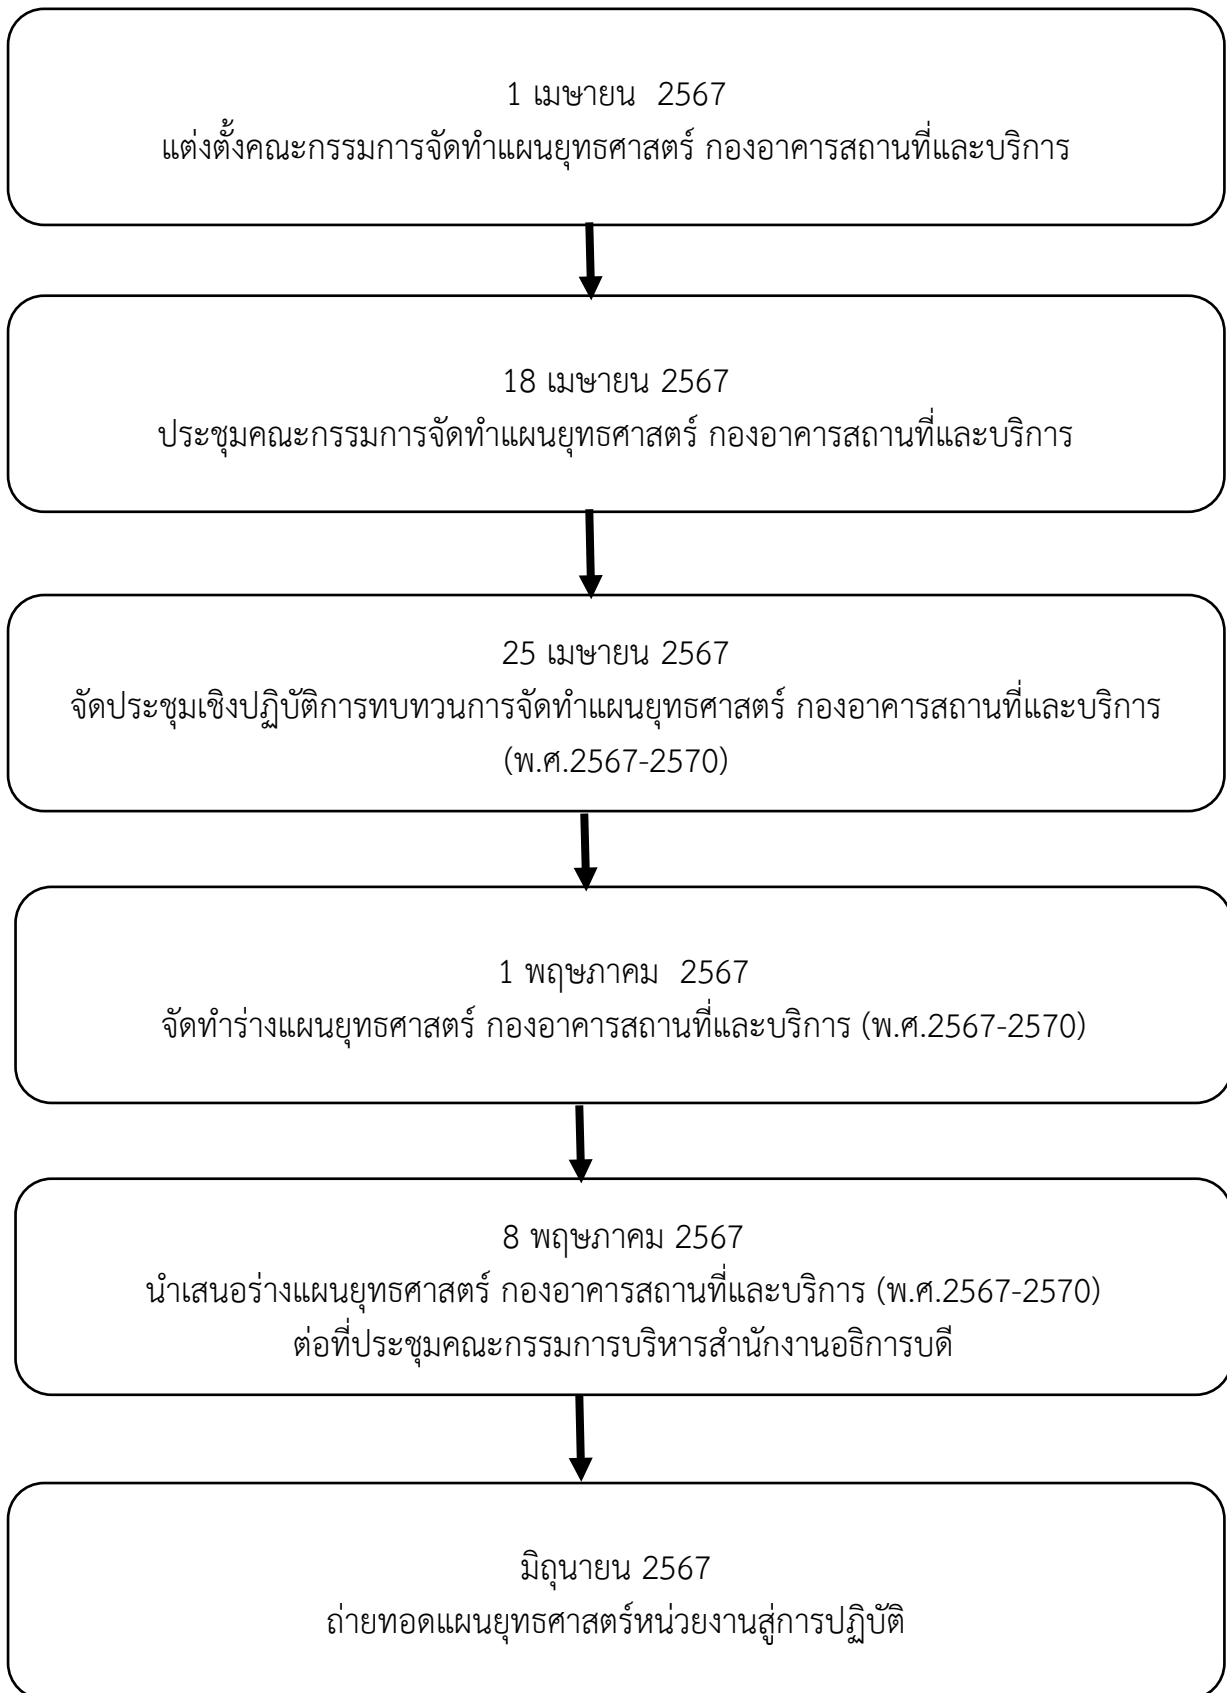 1 เมษายน  2567
แต่งตั้งคณะกรรมการจัดทำแผนยุทธศาสตร์ กองอาคารสถานที่และบริการ
18 เมษายน 2567
ประชุมคณะกรรมการจัดทำแผนยุทธศาสตร์ กองอาคารสถานที่และบริการ
25 เมษายน 2567
จัดประชุมเชิงปฏิบัติการทบทวนการจัดทำแผนยุทธศาสตร์ กองอาคารสถานที่และบริการ
(พ.ศ.2567-2570)
1 พฤษภาคม  2567
จัดทำร่างแผนยุทธศาสตร์ กองอาคารสถานที่และบริการ (พ.ศ.2567-2570)
8 พฤษภาคม 2567
นำเสนอร่างแผนยุทธศาสตร์ กองอาคารสถานที่และบริการ (พ.ศ.2567-2570)
ต่อที่ประชุมคณะกรรมการบริหารสำนักงานอธิการบดี
มิถุนายน 2567
ถ่ายทอดแผนยุทธศาสตร์หน่วยงานสู่การปฏิบัติ